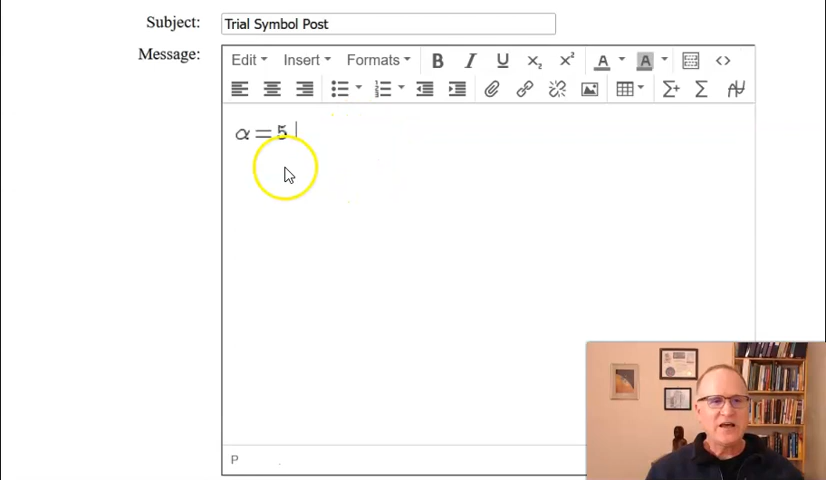 Subject: Trial Symbol Post
Message: Edit Insert Formats B I U x₂ x² A A
α = 5
P